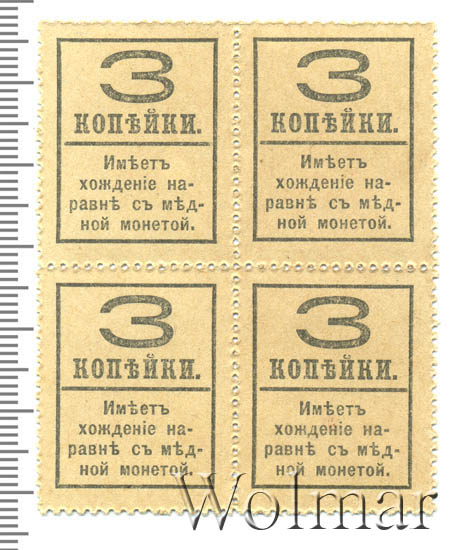 3
КОПѢЙКИ.
Имѣетъ
хожденіе на-
равнѣ съ мѣд-
ной монетой.
3
КОПѢЙКИ.
Имѣетъ
хожденіе на-
равнѣ съ мѣд-
ной монетой.
3
КОПѢЙКИ.
Имѣетъ
хожденіе на-
равнѣ съ мѣд-
ной монетой.
3
КОПѢЙКИ.
Имѣетъ
хожденіе на-
равнѣ съ мѣд-
ной монетой.
Wolmar